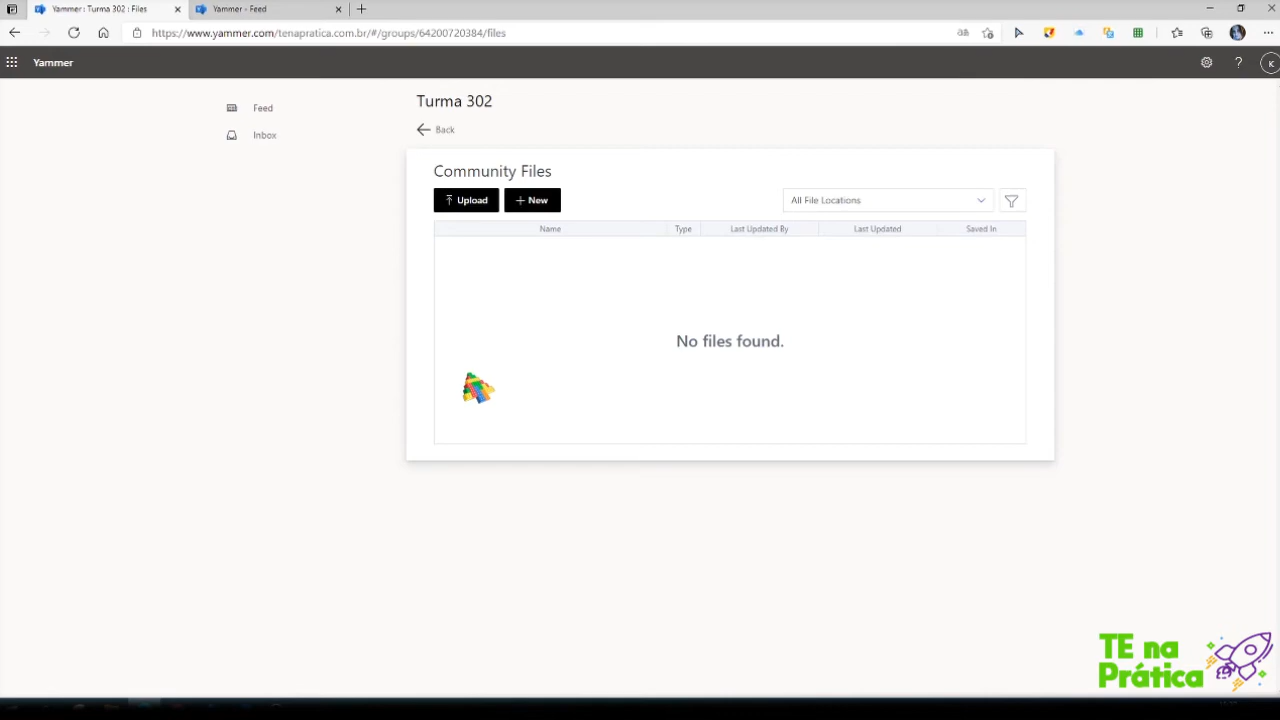 Yammer : Turma 302 : Files
Yammer - Feed
https://www.yammer.com/tenapratica.com.br/#/groups/64200720384/files
Yammer
?
K
Feed
Inbox
Turma 302
Back
Community Files
Upload
New
All File Locations
Name Type Last Updated By Last Updated Saved In
No files found.
TE na
Prática